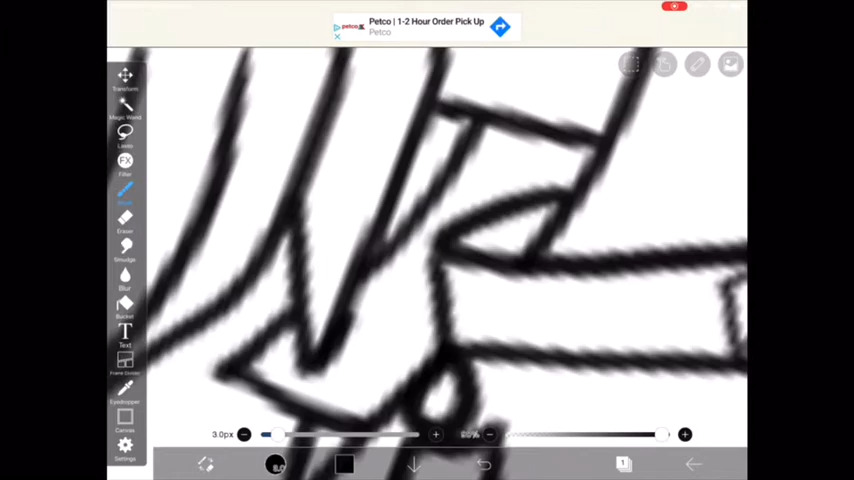 petco
Petco | 1-2 Hour Order Pick Up
Petco
Transform
Magic Wand
Lasso
FX
Filter
Eraser
Smudge
Blur
Bucket
T
Text
Frame Divider
Eyedropper
Canvas
Settings
3.0px
1